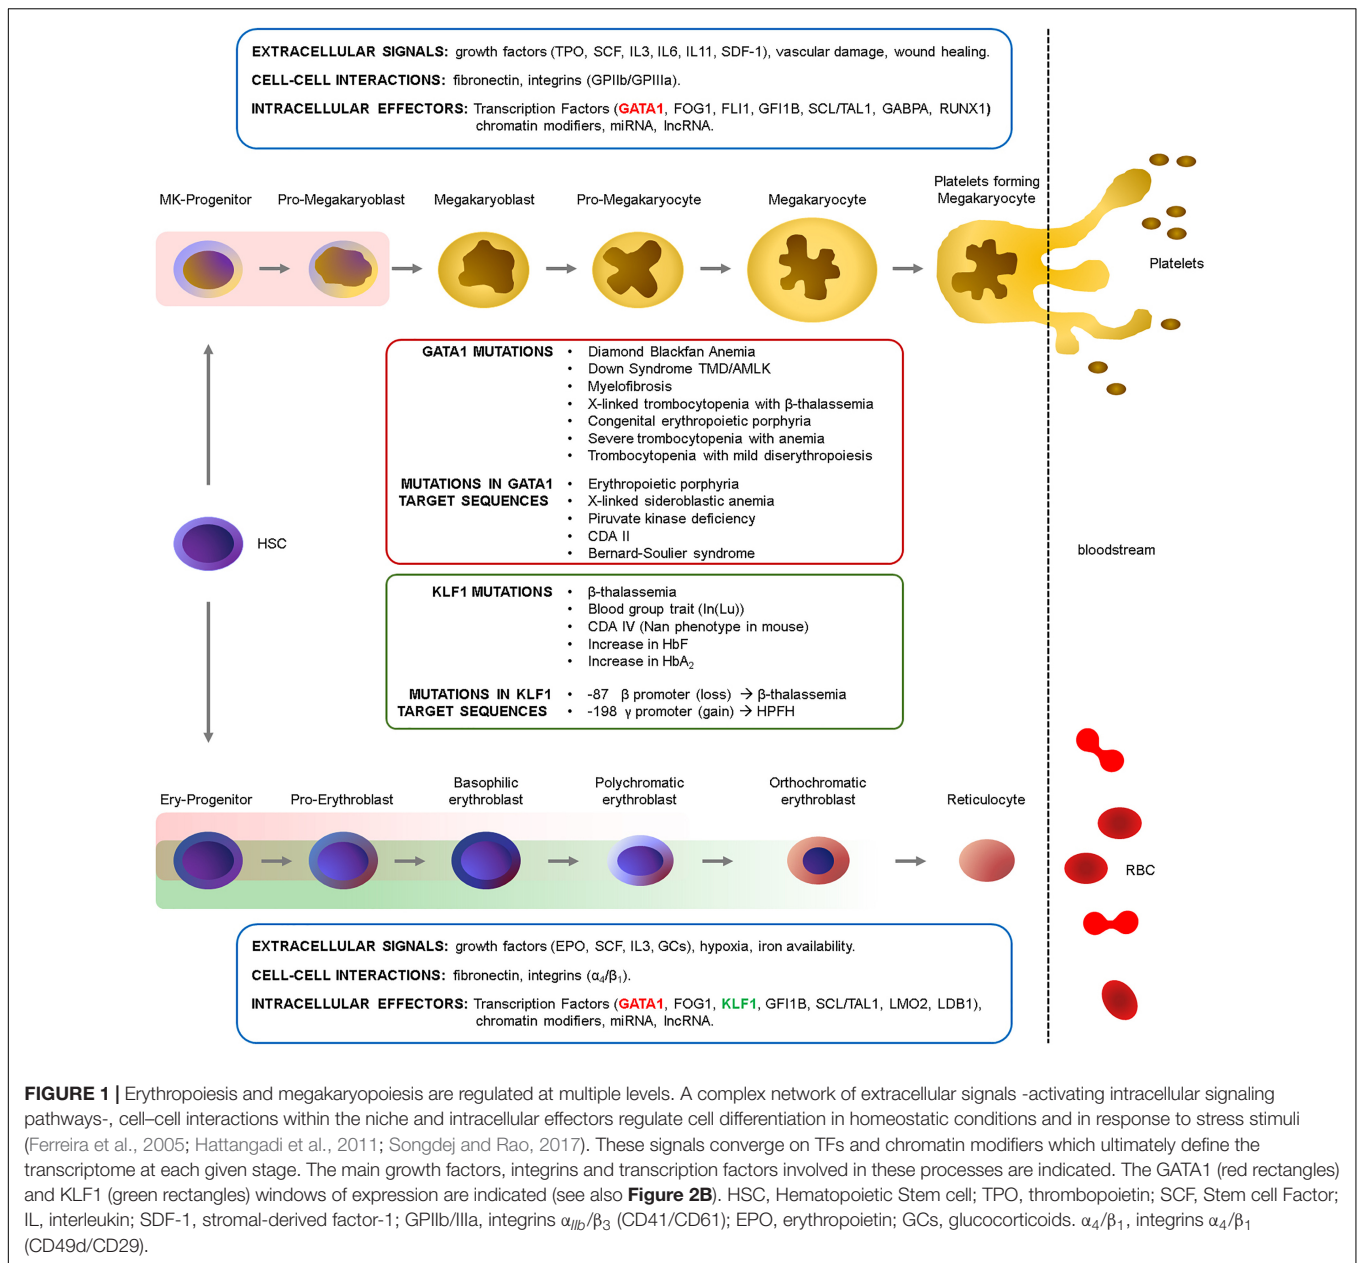 EXTRACELLULAR SIGNALS: growth factors (TPO, SCF, IL3, IL6, IL11, SDF-1), vascular damage, wound healing.
CELL-CELL INTERACTIONS: fibronectin, integrins (GPIIb/GPIIIa).
INTRACELLULAR EFFECTORS: Transcription Factors (GATA1, FOG1, FLI1, GFI1B, SCL/TAL1, GABPA, RUNX1)
chromatin modifiers, miRNA, lncRNA.
MK-Progenitor
Pro-Megakaryoblast
Megakaryoblast
Pro-Megakaryocyte
Megakaryocyte
Platelets forming
Megakaryocyte
Platelets
GATA1 MUTATIONS • Diamond Blackfan Anemia
• Down Syndrome TMD/AMLK
• Myelofibrosis
• X-linked trombocytopenia with β-thalassemia
• Congenital erythropoietic porphyria
• Severe trombocytopenia with anemia
• Trombocytopenia with mild diserythropoiesis
MUTATIONS IN GATA1 • Erythropoietic porphyria
TARGET SEQUENCES • X-linked sideroblastic anemia
• Piruvate kinase deficiency
• CDA II
• Bernard-Soulier syndrome
HSC
bloodstream
KLF1 MUTATIONS • β-thalassemia
• Blood group trait (In(Lu))
• CDA IV (Nan phenotype in mouse)
• Increase in HbF
• Increase in HbA2
MUTATIONS IN KLF1 • -87 β promoter (loss) → β-thalassemia
TARGET SEQUENCES • -198 γ promoter (gain) → HPFH
Ery-Progenitor
Pro-Erythroblast
Basophilic
erythroblast
Polychromatic
erythroblast
Orthochromatic
erythroblast
Reticulocyte
RBC
EXTRACELLULAR SIGNALS: growth factors (EPO, SCF, IL3, GCs), hypoxia, iron availability.
CELL-CELL INTERACTIONS: fibronectin, integrins (α4/β1).
INTRACELLULAR EFFECTORS: Transcription Factors (GATA1, FOG1, KLF1, GFI1B, SCL/TAL1, LMO2, LDB1),
chromatin modifiers, miRNA, lncRNA.
FIGURE 1 | Erythropoiesis and megakaryopoiesis are regulated at multiple levels. A complex network of extracellular signals -activating intracellular signaling
pathways-, cell–cell interactions within the niche and intracellular effectors regulate cell differentiation in homeostatic conditions and in response to stress stimuli
(Ferreira et al., 2005; Hattangadi et al., 2011; Songdej and Rao, 2017). These signals converge on TFs and chromatin modifiers which ultimately define the
transcriptome at each given stage. The main growth factors, integrins and transcription factors involved in these processes are indicated. The GATA1 (red rectangles)
and KLF1 (green rectangles) windows of expression are indicated (see also Figure 2B). HSC, Hematopoietic Stem cell; TPO, thrombopoietin; SCF, Stem cell Factor;
IL, interleukin; SDF-1, stromal-derived factor-1; GPIIb/IIIa, integrins αIIb/β3 (CD41/CD61); EPO, erythropoietin; GCs, glucocorticoids. α4/β1, integrins α4/β1
(CD49d/CD29).